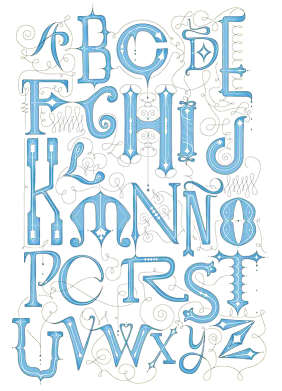 A B C D E
F G H I J
K L M N Ñ O
P Q R S T
U V W X Y Z